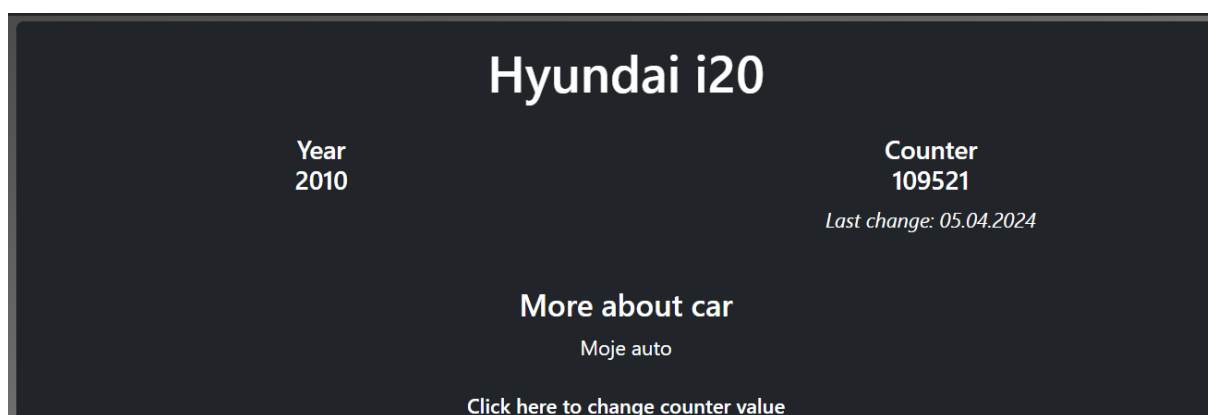 Hyundai i20
Year
2010
Counter
109521
Last change: 05.04.2024
More about car
Moje auto
Click here to change counter value